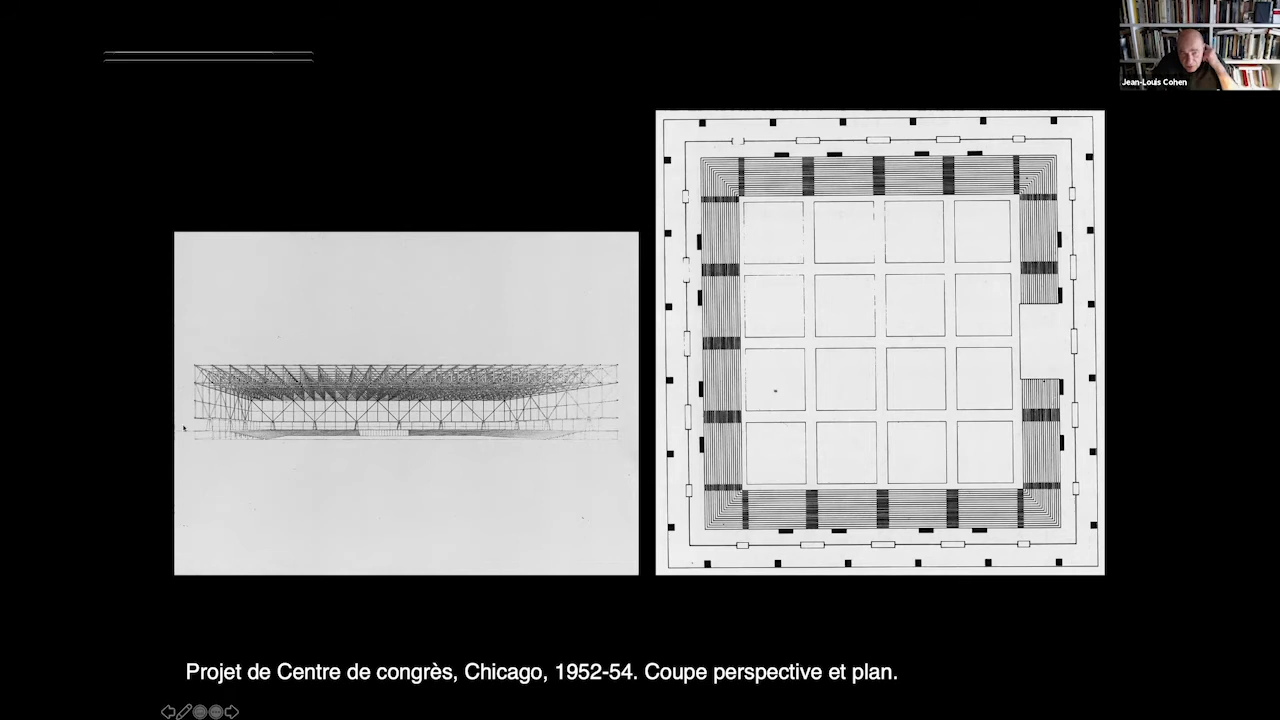 Jean-Louis Cohen
Projet de Centre de congrès, Chicago, 1952-54. Coupe perspective et plan.